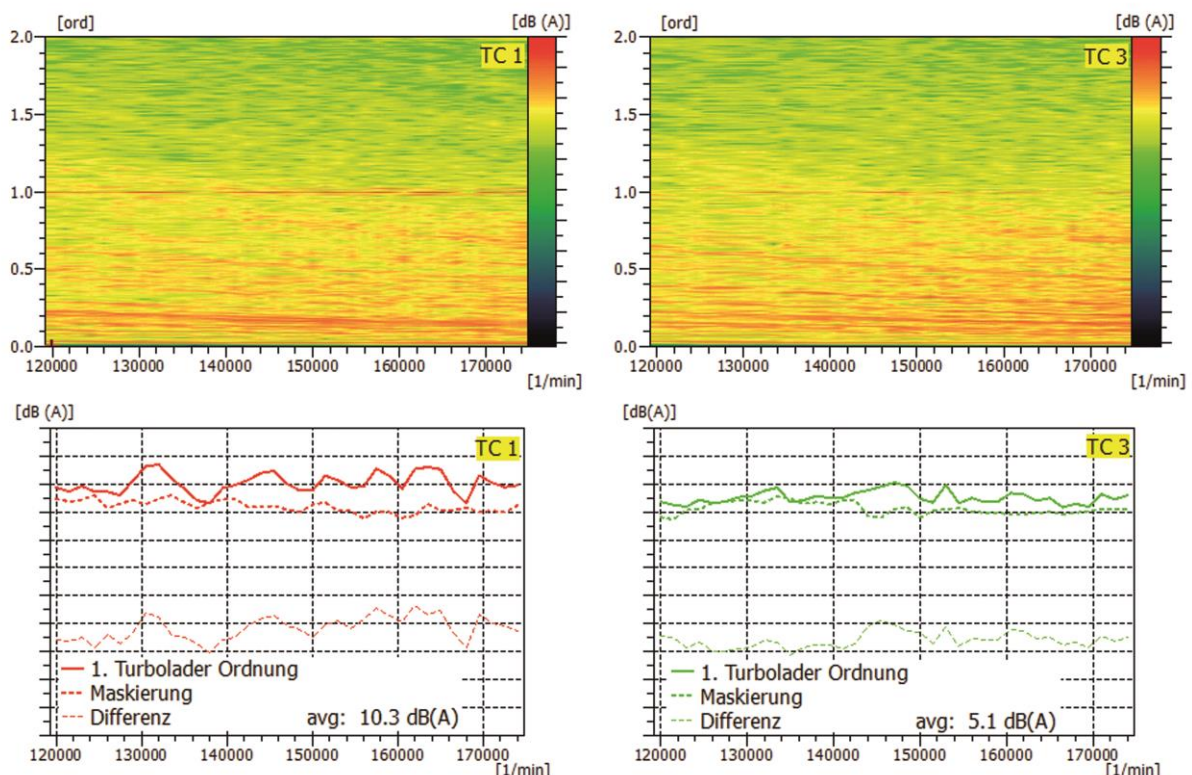 [ord]
[dB (A)]
TC 1
2.0
1.5
1.0
0.5
0.0
120000 130000 140000 150000 160000 170000
[1/min]
[ord]
[dB (A)]
TC 3
2.0
1.5
1.0
0.5
0.0
120000 130000 140000 150000 160000 170000
[1/min]
[dB (A)]
TC 1
1. Turbolader Ordnung
Maskierung
Differenz avg: 10.3 dB(A)
120000 130000 140000 150000 160000 170000
[1/min]
[dB(A)]
TC 3
1. Turbolader Ordnung
Maskierung
Differenz avg: 5.1 dB(A)
120000 130000 140000 150000 160000 170000
[1/min]